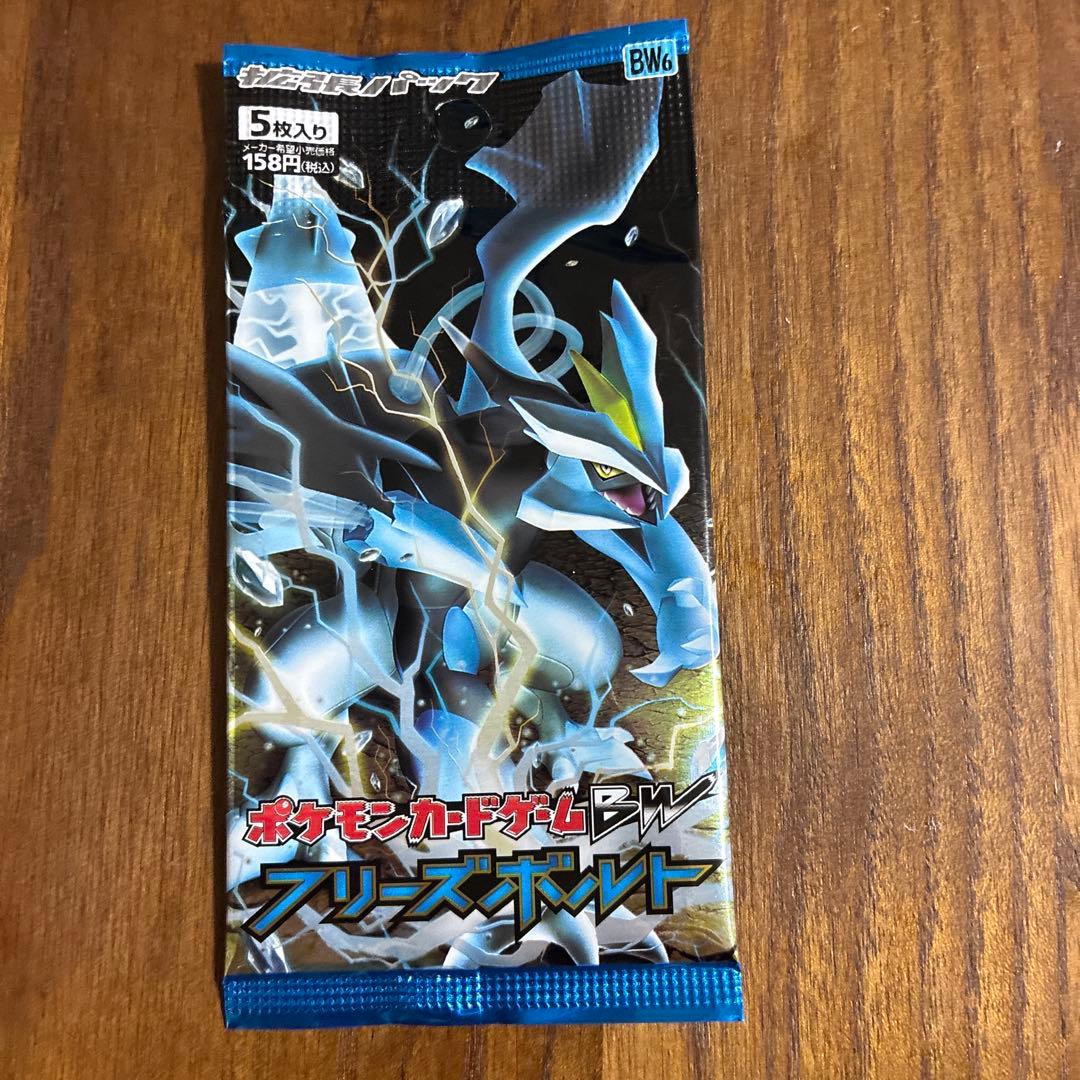 拡張パック
BW6
5枚入り
メーカー希望小売価格
158円(税込)
ポケモンカードゲームBW
フリーズボルト